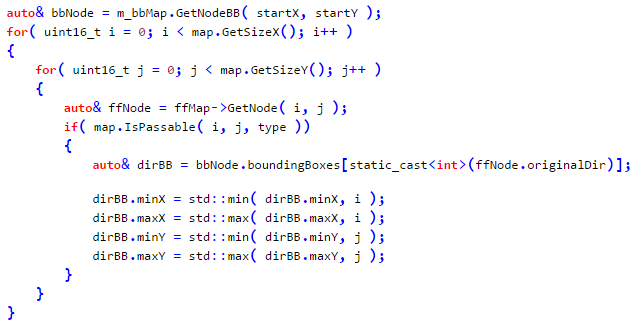 auto& bbNode = m_bbMap.GetNodeBB( startX, startY );
for( uint16_t i = 0; i < map.GetSizeX(); i++ )
{
    for( uint16_t j = 0; j < map.GetSizeY(); j++ )
    {
        auto& ffNode = ffMap->GetNode( i, j );
        if( map.IsPassable( i, j, type ))
        {
            auto& dirBB = bbNode.boundingBoxes[static_cast<int>(ffNode.originalDir)];

            dirBB.minX = std::min( dirBB.minX, i );
            dirBB.maxX = std::max( dirBB.maxX, i );
            dirBB.minY = std::min( dirBB.minY, j );
            dirBB.maxY = std::max( dirBB.maxY, j );
        }
    }
}